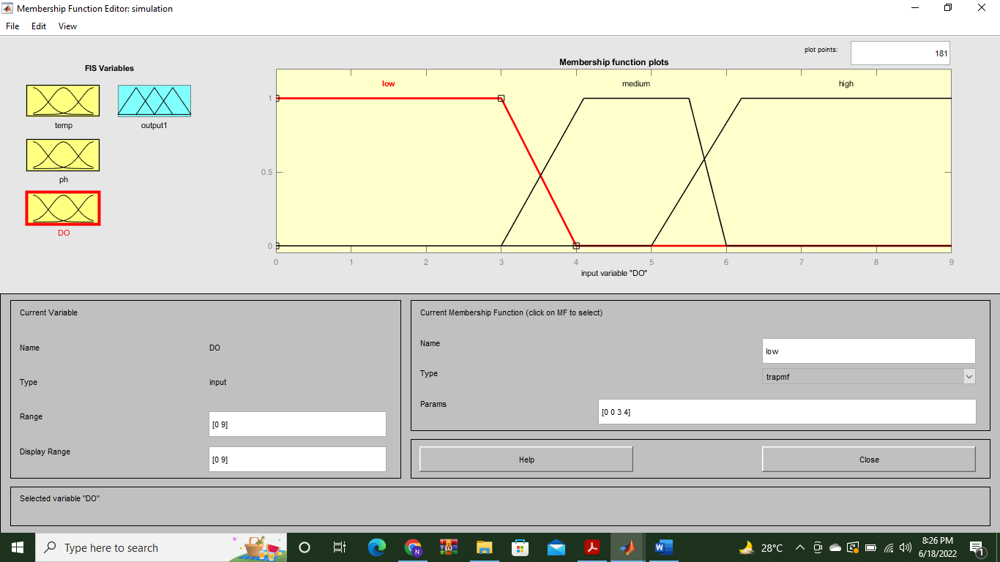 Membership Function Editor: simulation
File Edit View
plot points: 181
FIS Variables
Membership function plots
temp
output1
ph
DO
low medium high
1
0.5
0
0 1 2 3 4 5 6 7 8 9
input variable "DO"
Current Variable
Name DO
Type input
Range [0 9]
Display Range [0 9]
Current Membership Function (click on MF to select)
Name low
Type trapmf
Params [0 0 3 4]
Help Close
Selected variable "DO"
Type here to search
28°C
8:26 PM
6/18/2022
1